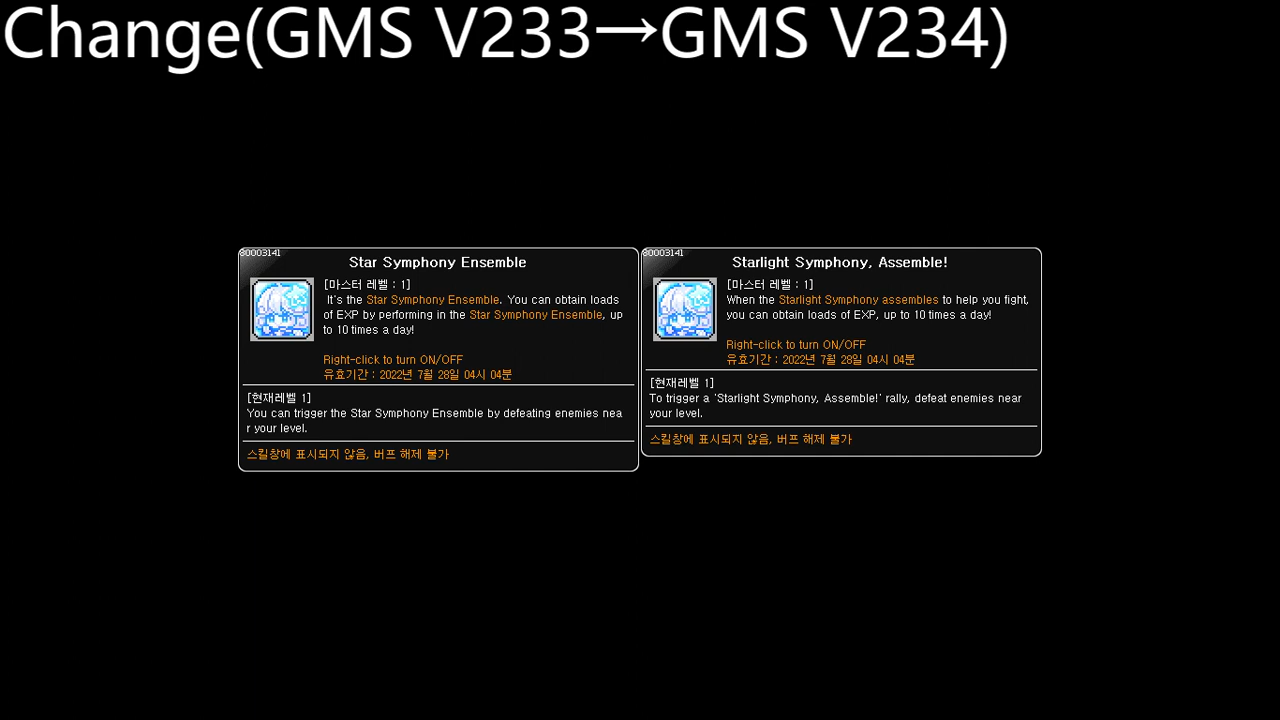 Change(GMS V233→GMS V234)
80003141
Star Symphony Ensemble
[마스터 레벨 : 1]
It's the Star Symphony Ensemble. You can obtain loads
of EXP by performing in the Star Symphony Ensemble, up
to 10 times a day!
Right-click to turn ON/OFF
유효기간 : 2022년 7월 28일 04시 04분
[현재레벨 1]
You can trigger the Star Symphony Ensemble by defeating enemies nea
r your level.
스킬창에 표시되지 않음, 버프 해제 불가
80003141
Starlight Symphony, Assemble!
[마스터 레벨 : 1]
When the Starlight Symphony assembles to help you fight,
you can obtain loads of EXP, up to 10 times a day!
Right-click to turn ON/OFF
유효기간 : 2022년 7월 28일 04시 04분
[현재레벨 1]
To trigger a 'Starlight Symphony, Assemble!' rally, defeat enemies near
your level.
스킬창에 표시되지 않음, 버프 해제 불가